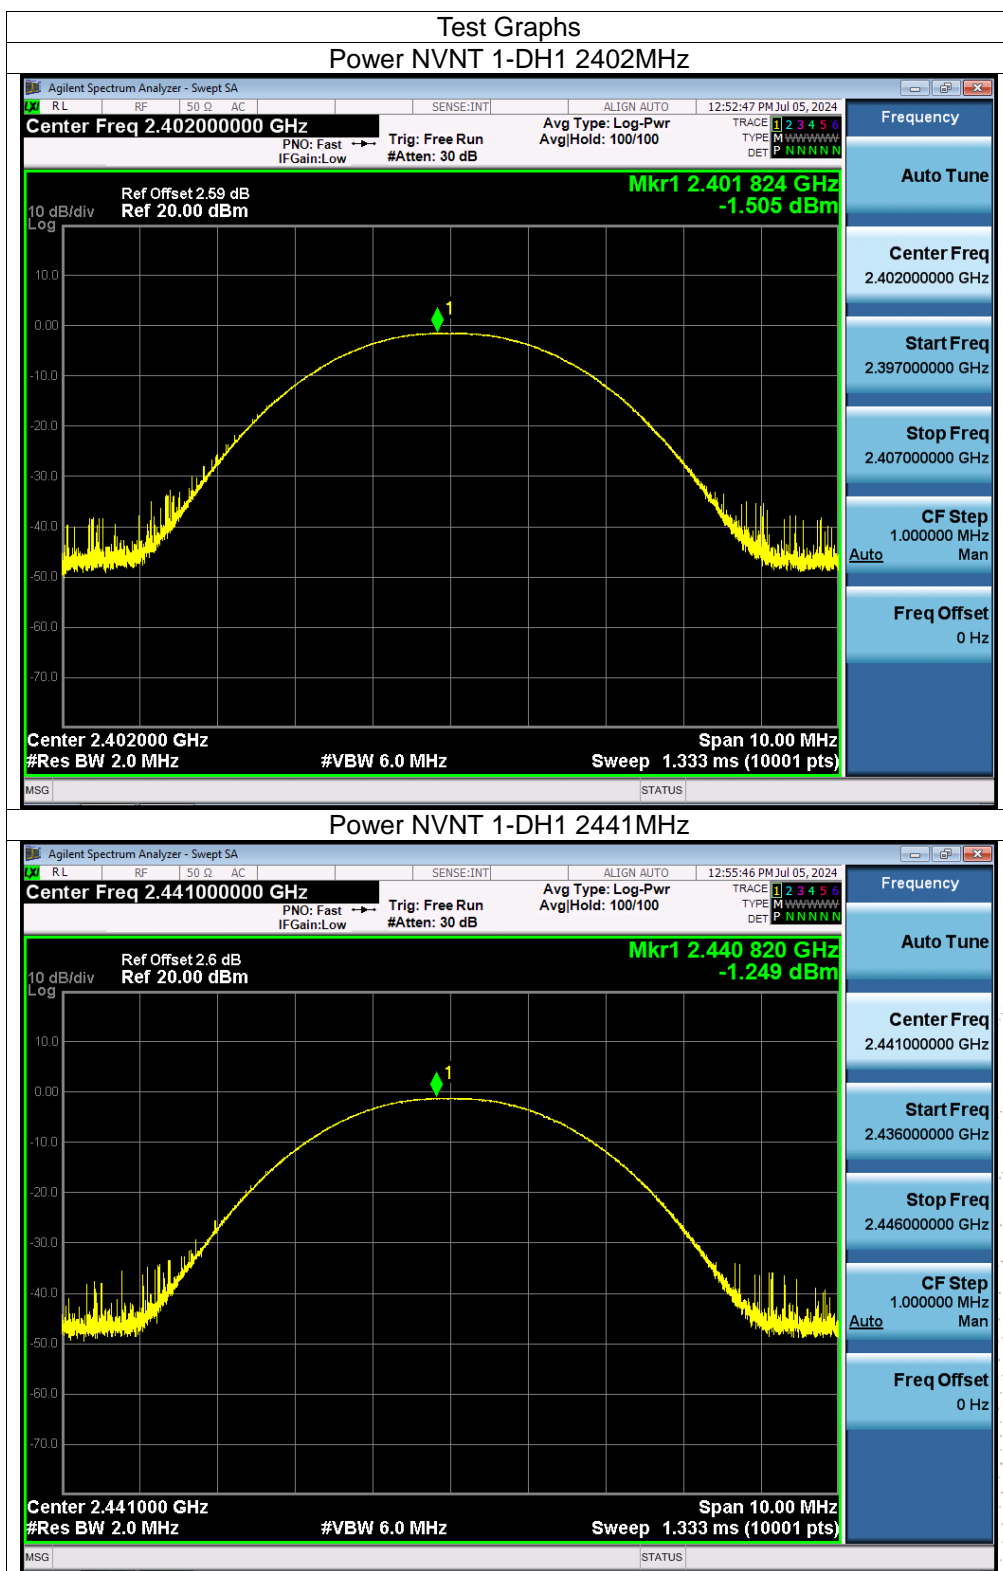 Test Graphs
Power NVNT 1-DH1 2402MHz
Agilent Spectrum Analyzer - Swept SA
LXI RL RF 50 Ω AC SENSE:INT ALIGN AUTO 12:52:47 PM Jul 05, 2024
Center Freq 2.402000000 GHz
PNO: Fast
IFGain:Low
Trig: Free Run
#Atten: 30 dB
Avg Type: Log-Pwr
Avg|Hold: 100/100
TRACE 1 2 3 4 5 6
TYPE M WWWWW
DET P N N N N N
Frequency
Auto Tune
Center Freq
2.402000000 GHz
Start Freq
2.397000000 GHz
Stop Freq
2.407000000 GHz
CF Step
1.000000 MHz
Auto Man
Freq Offset
0 Hz
Mkr1 2.401 824 GHz
-1.505 dBm
Ref Offset 2.59 dB
10 dB/div Ref 20.00 dBm
Log
1
10.0
0.00
-10.0
-20.0
-30.0
-40.0
-50.0
-60.0
-70.0
Center 2.402000 GHz Span 10.00 MHz
#Res BW 2.0 MHz #VBW 6.0 MHz Sweep 1.333 ms (10001 pts)
MSG STATUS
Power NVNT 1-DH1 2441MHz
Agilent Spectrum Analyzer - Swept SA
LXI RL RF 50 Ω AC SENSE:INT ALIGN AUTO 12:55:46 PM Jul 05, 2024
Center Freq 2.441000000 GHz
PNO: Fast
IFGain:Low
Trig: Free Run
#Atten: 30 dB
Avg Type: Log-Pwr
Avg|Hold: 100/100
TRACE 1 2 3 4 5 6
TYPE M WWWWW
DET P N N N N N
Frequency
Auto Tune
Center Freq
2.441000000 GHz
Start Freq
2.436000000 GHz
Stop Freq
2.446000000 GHz
CF Step
1.000000 MHz
Auto Man
Freq Offset
0 Hz
Mkr1 2.440 820 GHz
-1.249 dBm
Ref Offset 2.6 dB
10 dB/div Ref 20.00 dBm
Log
1
10.0
0.00
-10.0
-20.0
-30.0
-40.0
-50.0
-60.0
-70.0
Center 2.441000 GHz Span 10.00 MHz
#Res BW 2.0 MHz #VBW 6.0 MHz Sweep 1.333 ms (10001 pts)
MSG STATUS